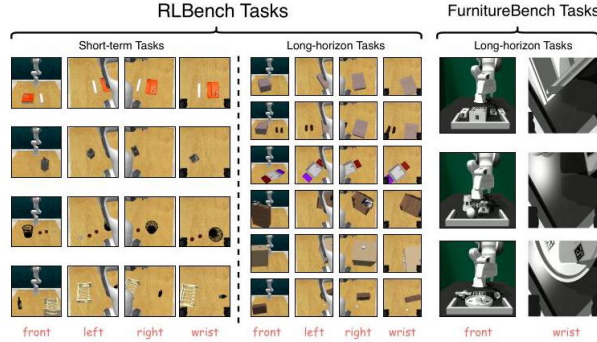 RLBench Tasks
FurnitureBench Tasks
Short-term Tasks
Long-horizon Tasks
Long-horizon Tasks
front
left
right
wrist
front
left
right
wrist
front
wrist